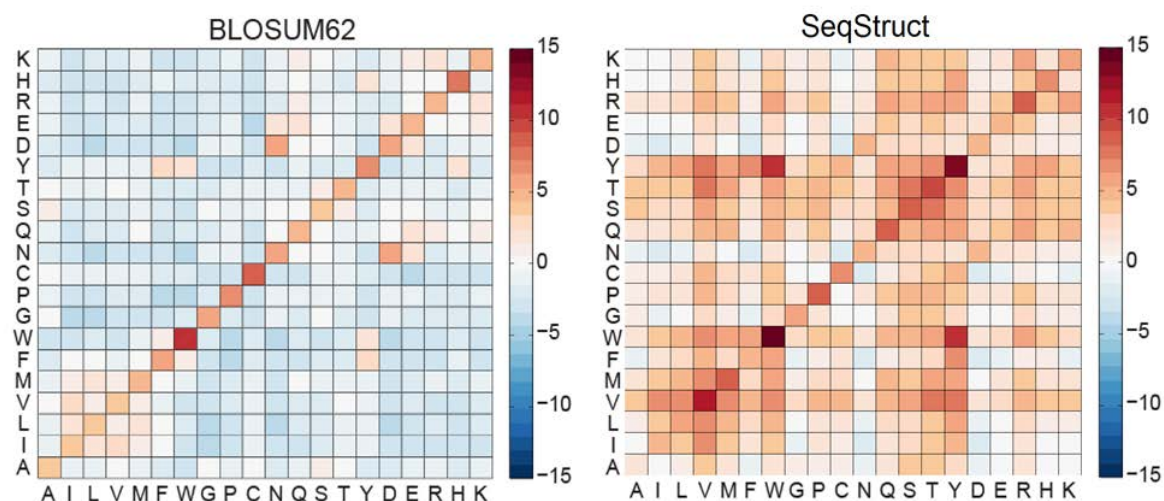 BLOSUM62
K
H
R
E
D
Y
T
S
Q
N
C
P
G
W
F
M
V
L
I
A
A I L V M F W G P C N Q S T Y D E R H K
15
10
5
0
−5
−10
−15
SeqStruct
K
H
R
E
D
Y
T
S
Q
N
C
P
G
W
F
M
V
L
I
A
A I L V M F W G P C N Q S T Y D E R H K
15
10
5
0
−5
−10
−15